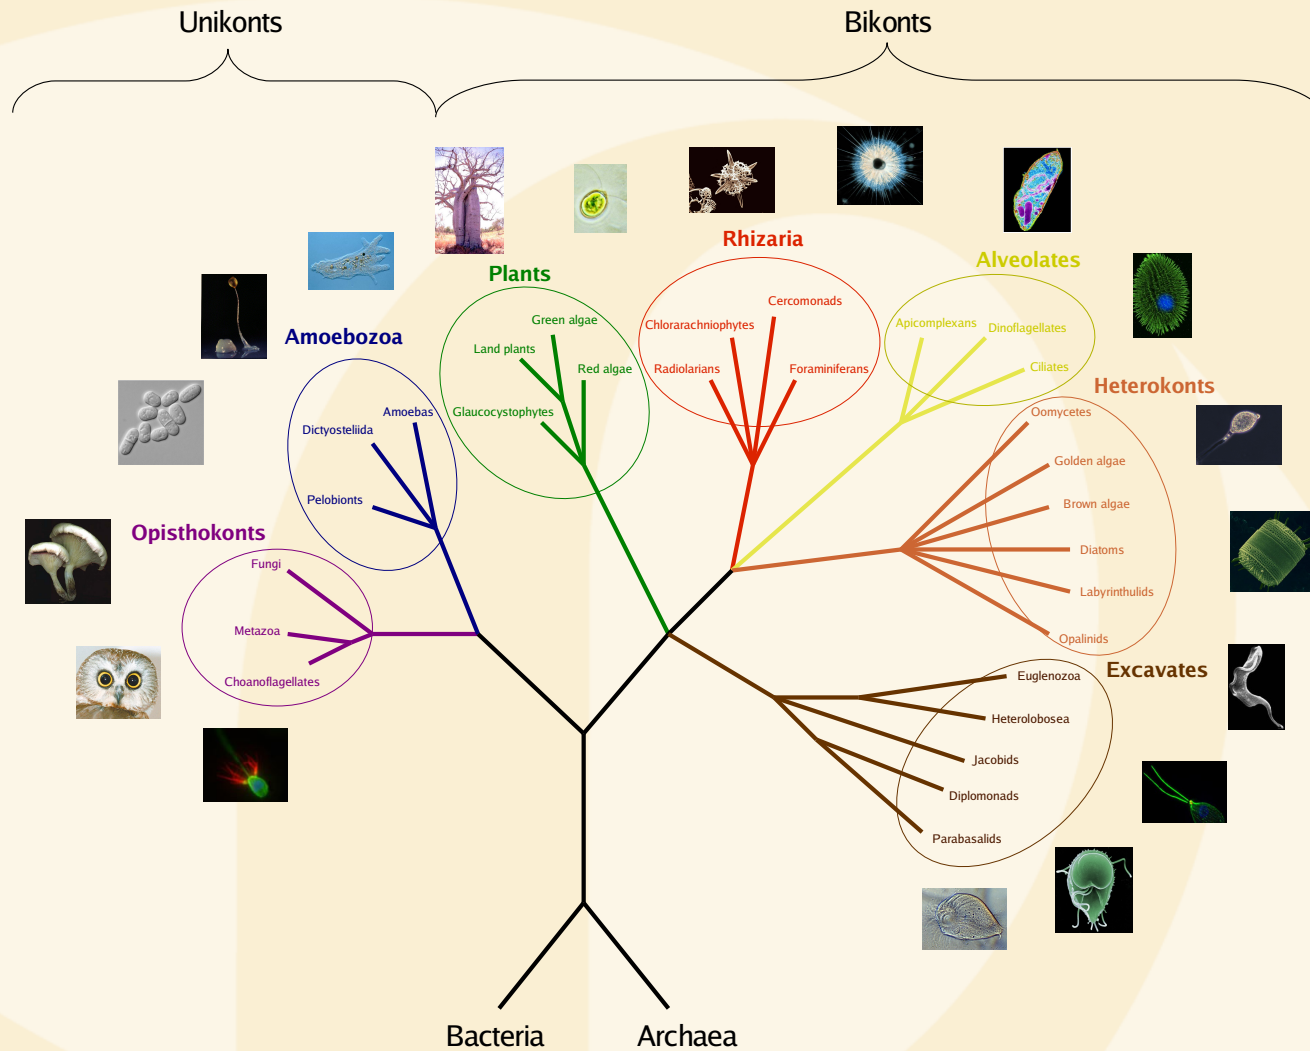 Unikonts
Bikonts
Rhizaria
Alveolates
Plants
Cercomonads
Green algae
Chlorarachniophytes
Apicomplexans
Dinoflagellates
Amoebozoa
Land plants
Red algae
Radiolarians
Foraminiferans
Ciliates
Heterokonts
Amoebas
Glaucocystophytes
Oomycetes
Dictyosteliida
Golden algae
Pelobionts
Brown algae
Opisthokonts
Diatoms
Fungi
Labyrinthulids
Metazoa
Opalinids
Choanoflagellates
Euglenozoa
Excavates
Heterolobosea
Jacobids
Diplomonads
Parabasalids
Bacteria
Archaea